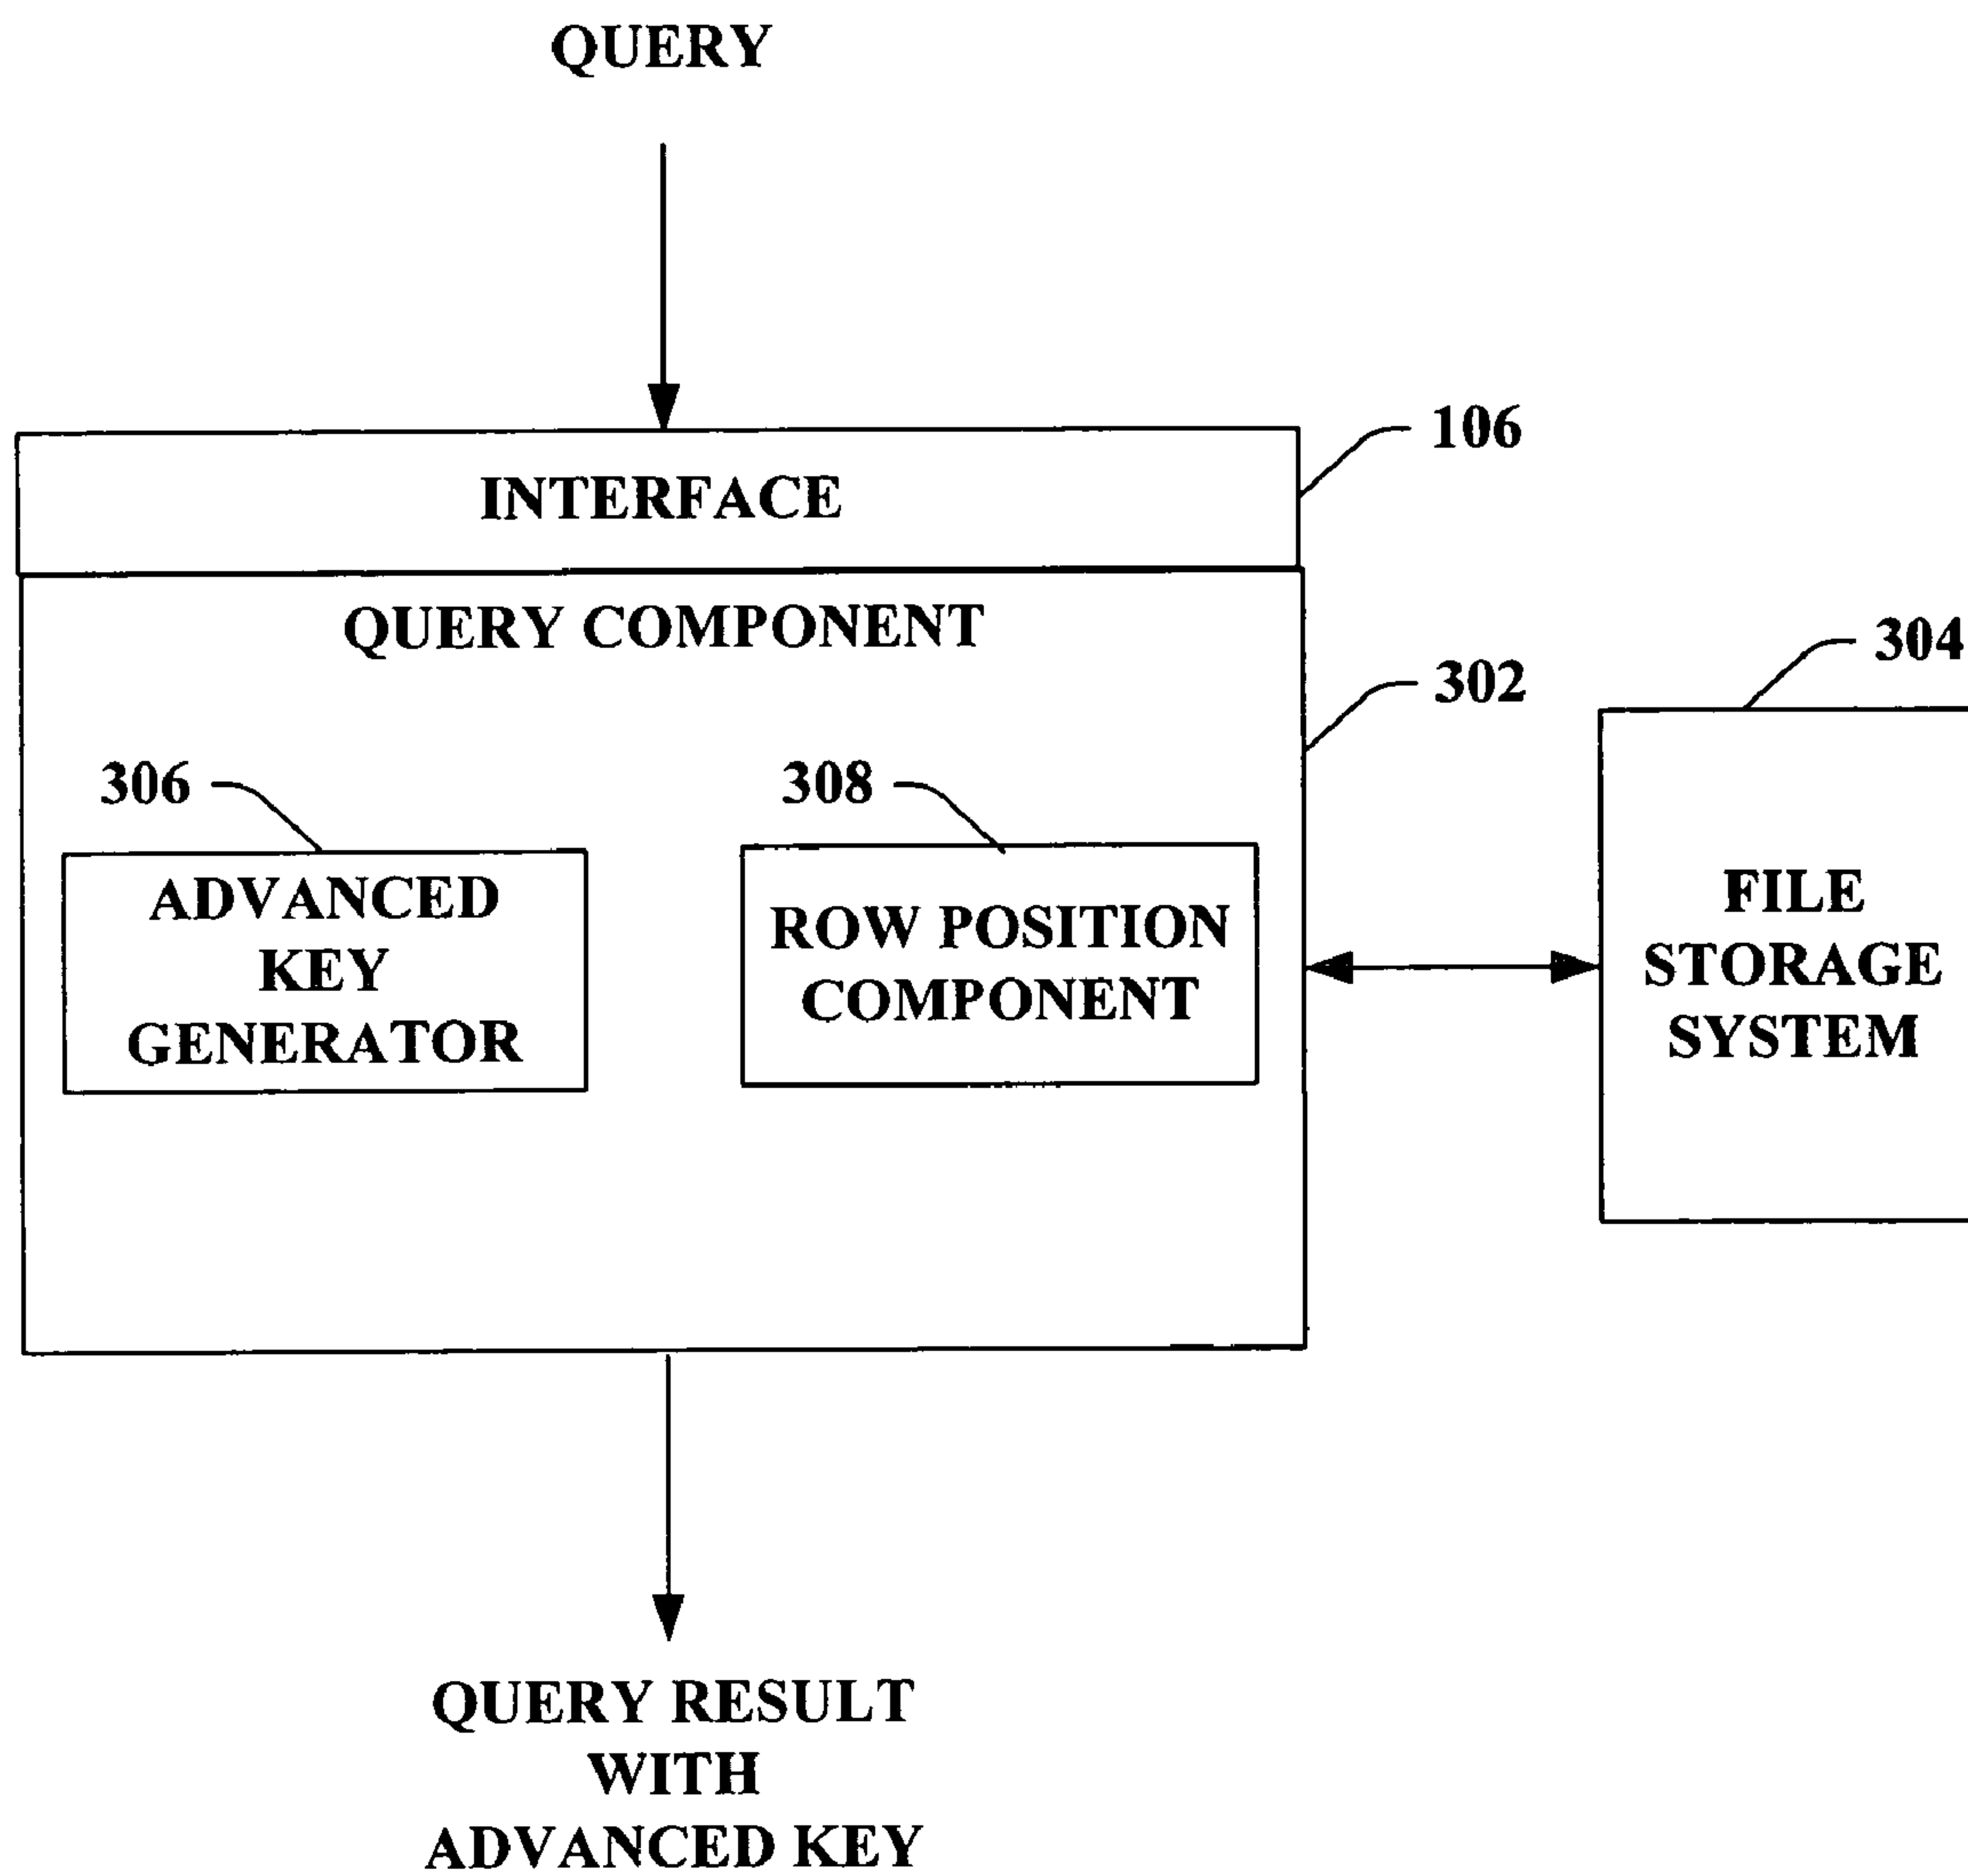 QUERY
106
INTERFACE
QUERY COMPONENT
304
302
306
308
ADVANCED
KEY
GENERATOR
ROW POSITION
COMPONENT
FILE
STORAGE
SYSTEM
QUERY RESULT
WITH
ADVANCED KEY